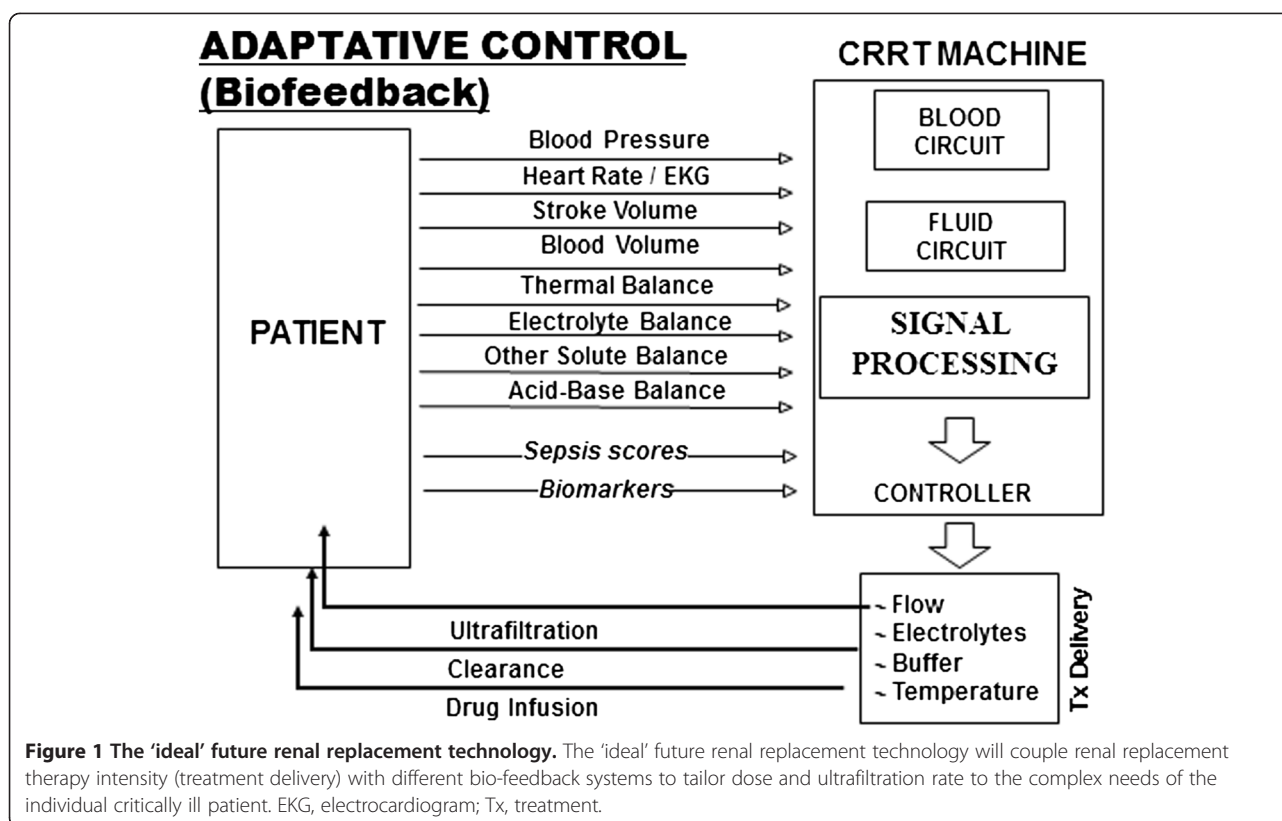 ADAPTATIVE CONTROL
(Biofeedback)
CRRT MACHINE
PATIENT
Blood Pressure
Heart Rate / EKG
Stroke Volume
Blood Volume
Thermal Balance
Electrolyte Balance
Other Solute Balance
Acid-Base Balance
Sepsis scores
Biomarkers
BLOOD
CIRCUIT
FLUID
CIRCUIT
SIGNAL
PROCESSING
CONTROLLER
~ Flow
~ Electrolytes
~ Buffer
~ Temperature
Tx Delivery
Ultrafiltration
Clearance
Drug Infusion
Figure 1 The ‘ideal’ future renal replacement technology. The ‘ideal’ future renal replacement technology will couple renal replacement
therapy intensity (treatment delivery) with different bio-feedback systems to tailor dose and ultrafiltration rate to the complex needs of the
individual critically ill patient. EKG, electrocardiogram; Tx, treatment.